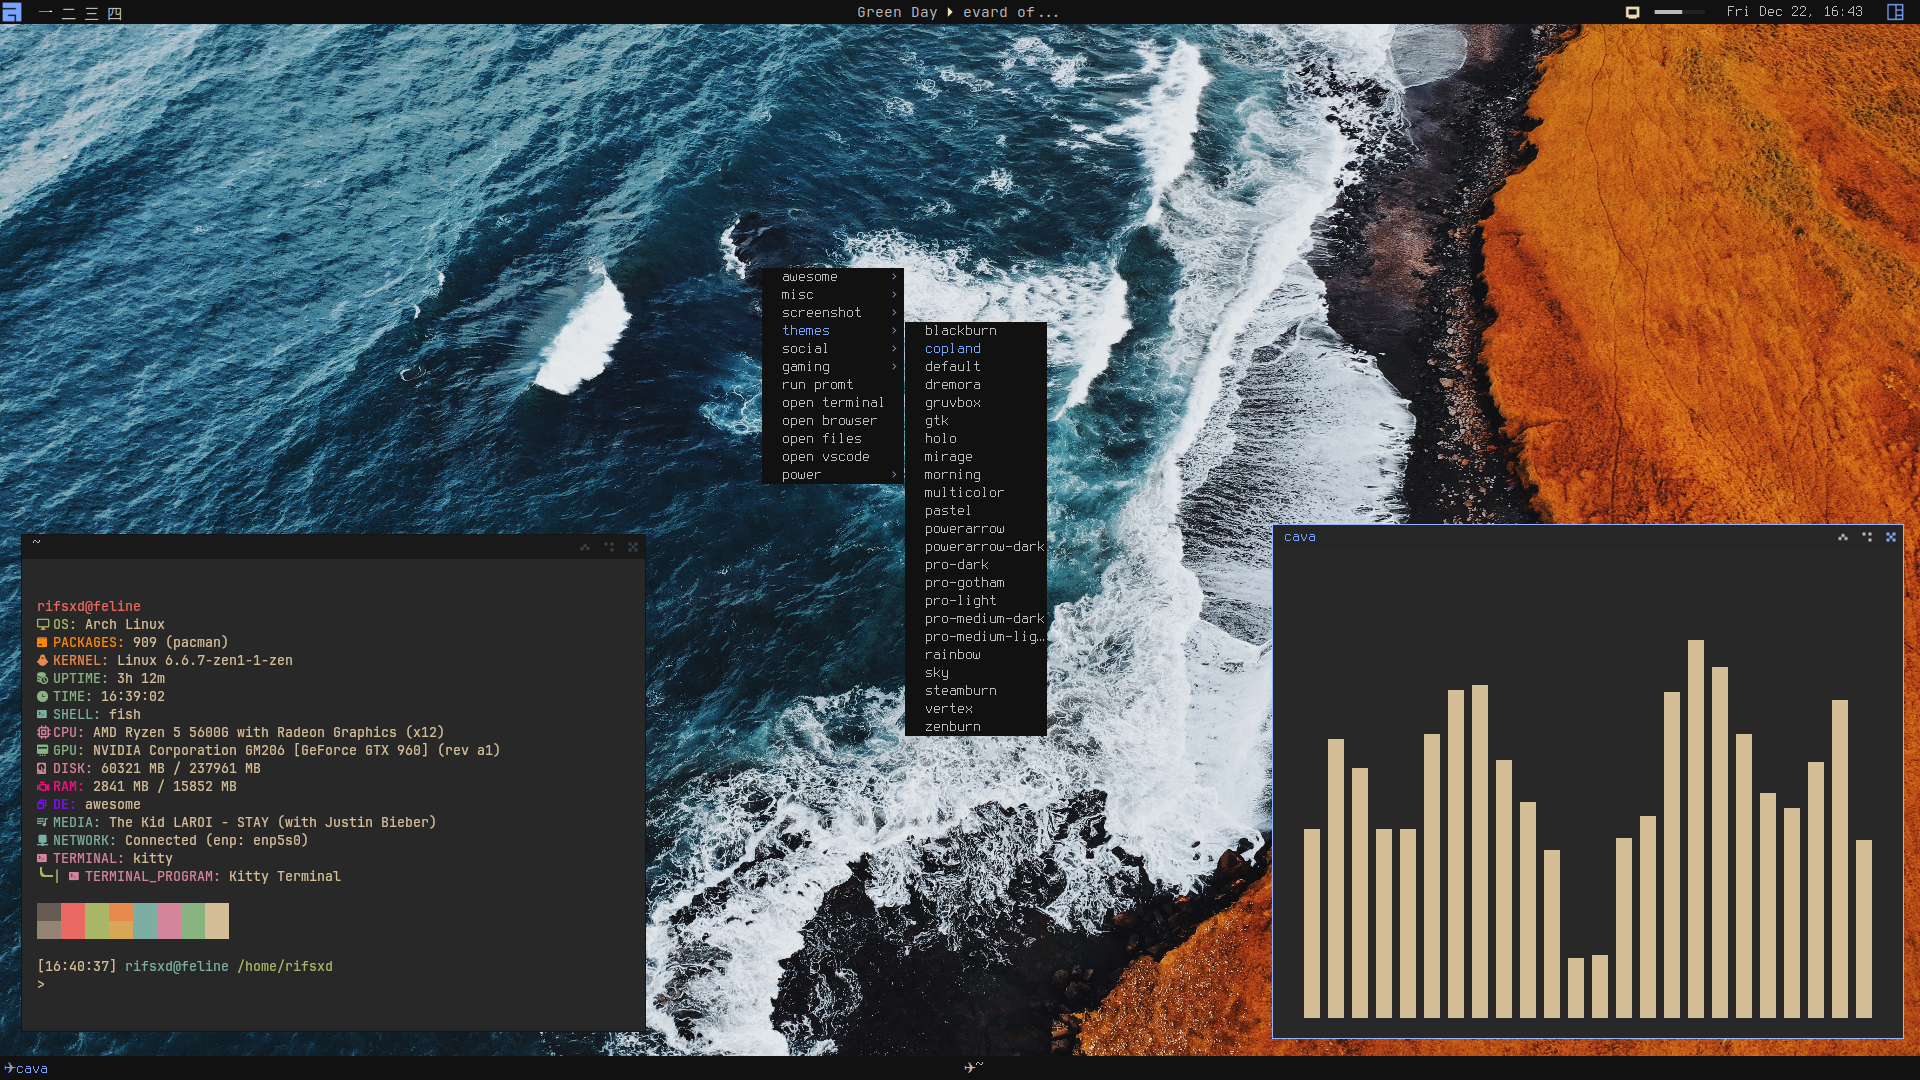 一 二 三 四
Green Day evard of...
Fri Dec 22, 16:43
awesome
misc
screenshot
themes
social
gaming
run promt
open terminal
open browser
open files
open vscode
power
blackburn
copland
default
dremora
gruvbox
gtk
holo
mirage
morning
multicolor
pastel
powerarrow
powerarrow-dark
pro-dark
pro-gotham
pro-light
pro-medium-dark
pro-medium-lig…
rainbow
sky
steamburn
vertex
zenburn
~
rifsxd@feline
OS: Arch Linux
PACKAGES: 909 (pacman)
KERNEL: Linux 6.6.7-zen1-1-zen
UPTIME: 3h 12m
TIME: 16:39:02
SHELL: fish
CPU: AMD Ryzen 5 5600G with Radeon Graphics (x12)
GPU: NVIDIA Corporation GM206 [GeForce GTX 960] (rev a1)
DISK: 60321 MB / 237961 MB
RAM: 2841 MB / 15852 MB
DE: awesome
MEDIA: The Kid LAROI - STAY (with Justin Bieber)
NETWORK: Connected (enp: enp5s0)
TERMINAL: kitty
TERMINAL_PROGRAM: Kitty Terminal
[16:40:37] rifsxd@feline /home/rifsxd
>
cava
✈cava
✈~